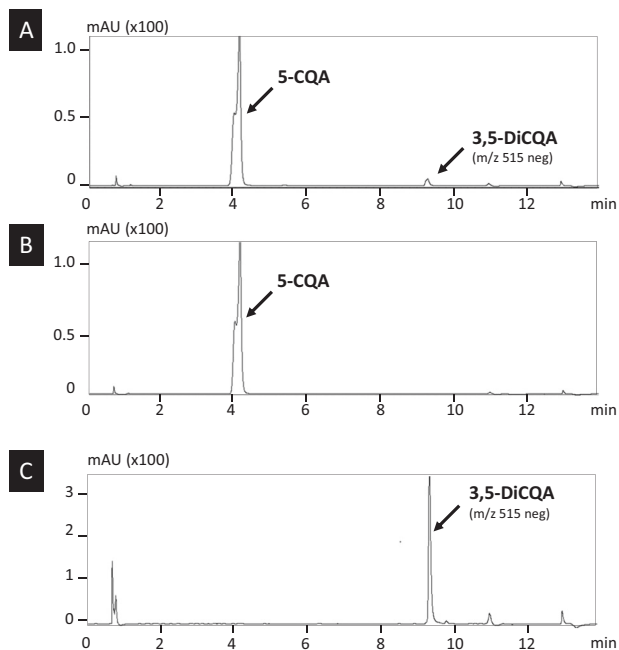 A
mAU (x100)
1.0
5-CQA
0.5
3,5-DiCQA
(m/z 515 neg)
0
0 2 4 6 8 10 12 min
B
mAU (x100)
1.0
5-CQA
0.5
0
0 2 4 6 8 10 12 min
C
mAU (x100)
3
3,5-DiCQA
(m/z 515 neg)
2
1
0
0 2 4 6 8 10 12 min